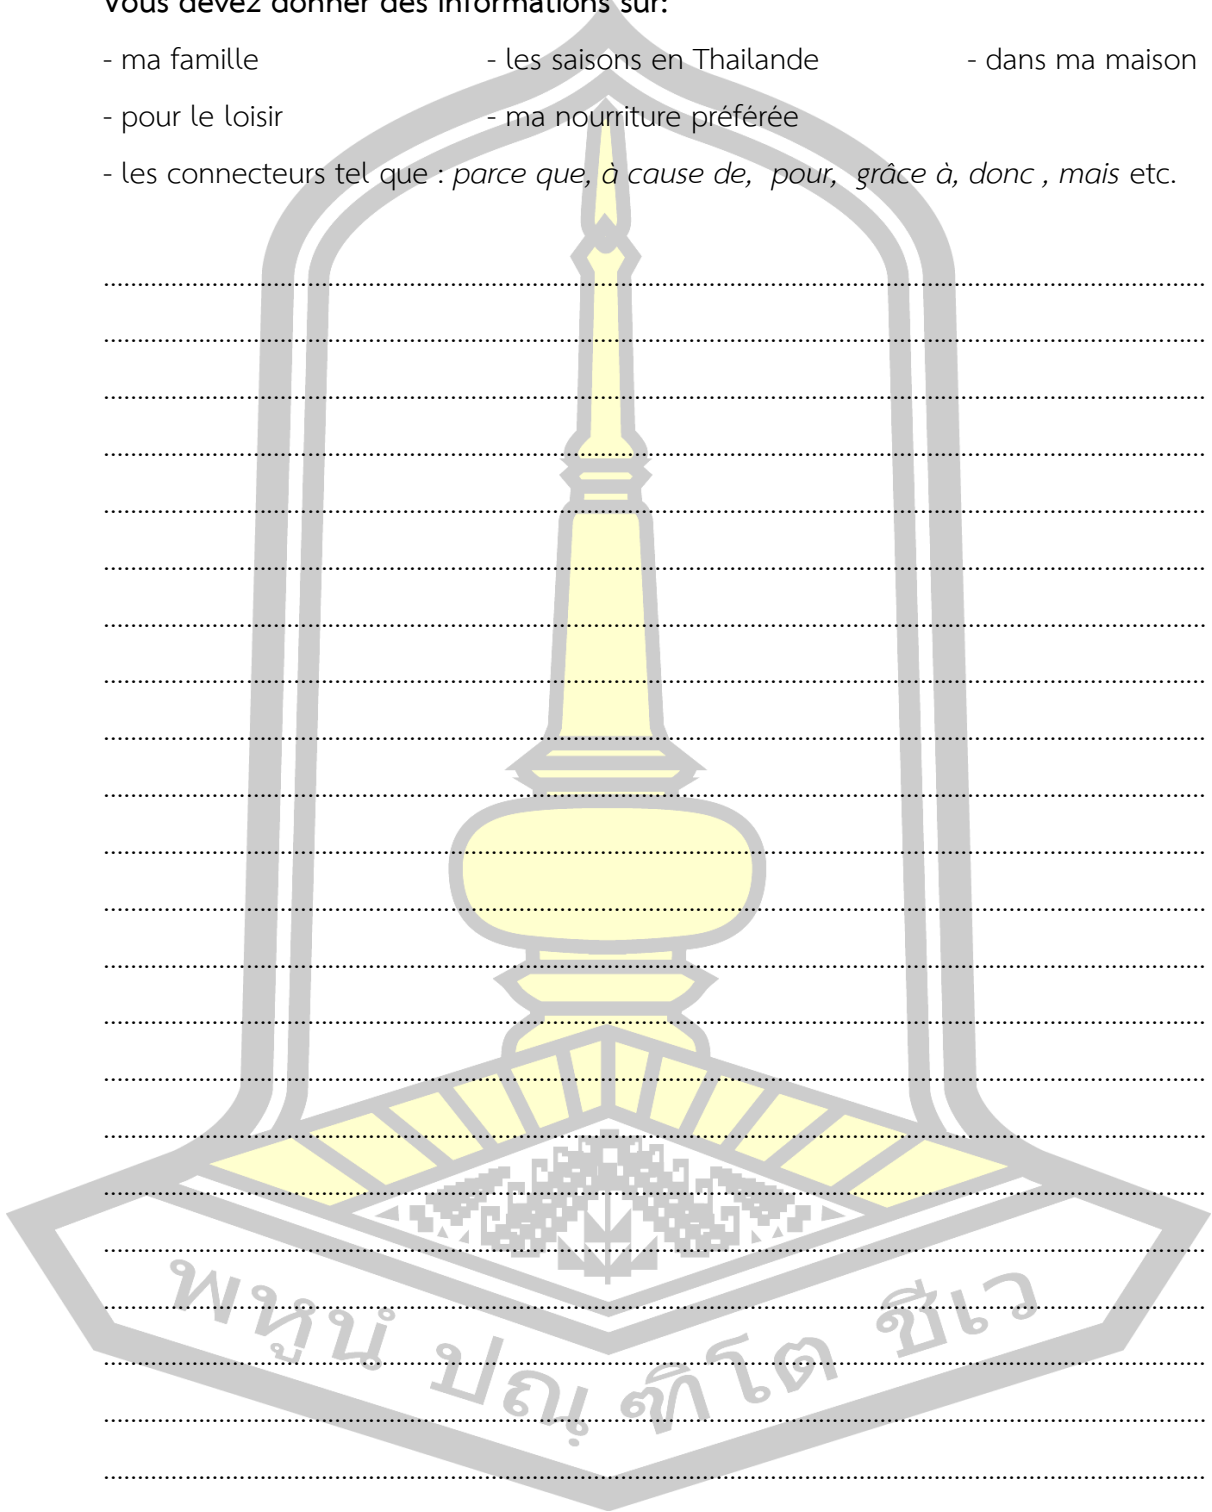 Vous devez donner des informations sur:
- ma famille - les saisons en Thailande - dans ma maison
- pour le loisir - ma nourriture préférée
- les connecteurs tel que : parce que, à cause de, pour, grâce à, donc , mais etc.
พหูนํ ปณฺฑิโต ชีเว